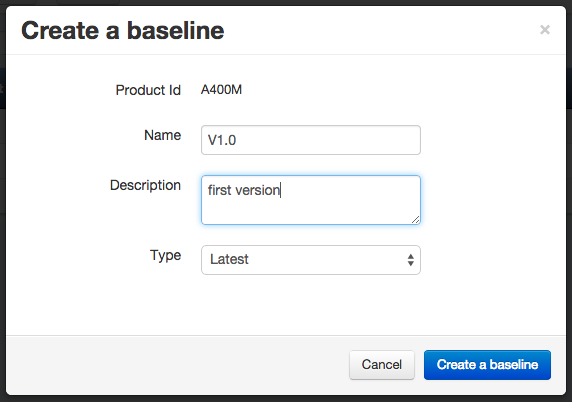 Create a baseline ×
Product Id A400M
Name V1.0
Description first version
Type Latest
Cancel Create a baseline